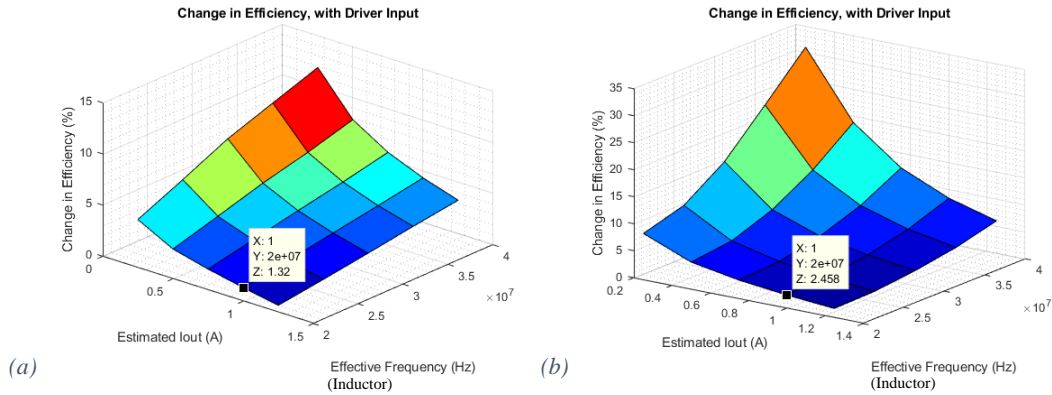 Change in Efficiency, with Driver Input
15
10
5
0
Change in Efficiency (%)
0
0.5
1
1.5
Estimated Iout (A)
2
2.5
3
3.5
4
×10⁷
Effective Frequency (Hz)
(Inductor)
X: 1
Y: 2e+07
Z: 1.32
(a)
Change in Efficiency, with Driver Input
35
30
25
20
15
10
5
0
Change in Efficiency (%)
0.2
0.4
0.6
0.8
1
1.2
1.4
Estimated Iout (A)
2
2.5
3
3.5
4
×10⁷
Effective Frequency (Hz)
(Inductor)
X: 1
Y: 2e+07
Z: 2.458
(b)